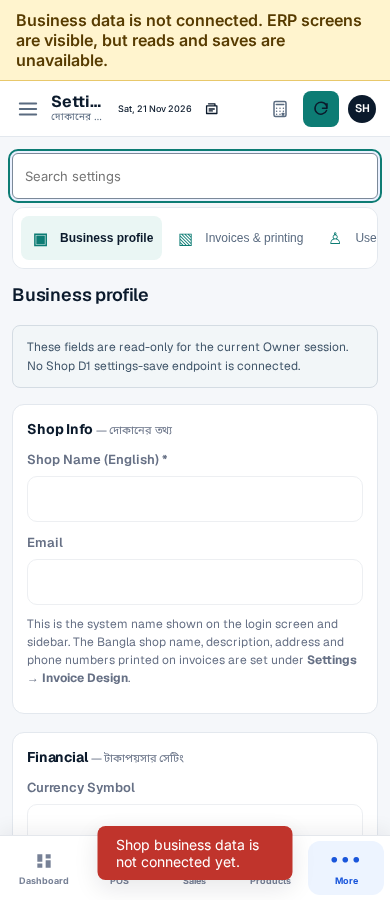 Business data is not connected. ERP screens
are visible, but reads and saves are
unavailable.
Setti...
দোকানের ...
Sat, 21 Nov 2026
SH
Search settings
Business profile
Invoices & printing
Use
Business profile
These fields are read-only for the current Owner session.
No Shop D1 settings-save endpoint is connected.
Shop Info — দোকানের তথ্য
Shop Name (English) *
Email
This is the system name shown on the login screen and
sidebar. The Bangla shop name, description, address and
phone numbers printed on invoices are set under Settings
→ Invoice Design.
Financial — টাকাপয়সার সেটিং
Currency Symbol
Shop business data is
not connected yet.
Dashboard
POS
Sales
Products
More